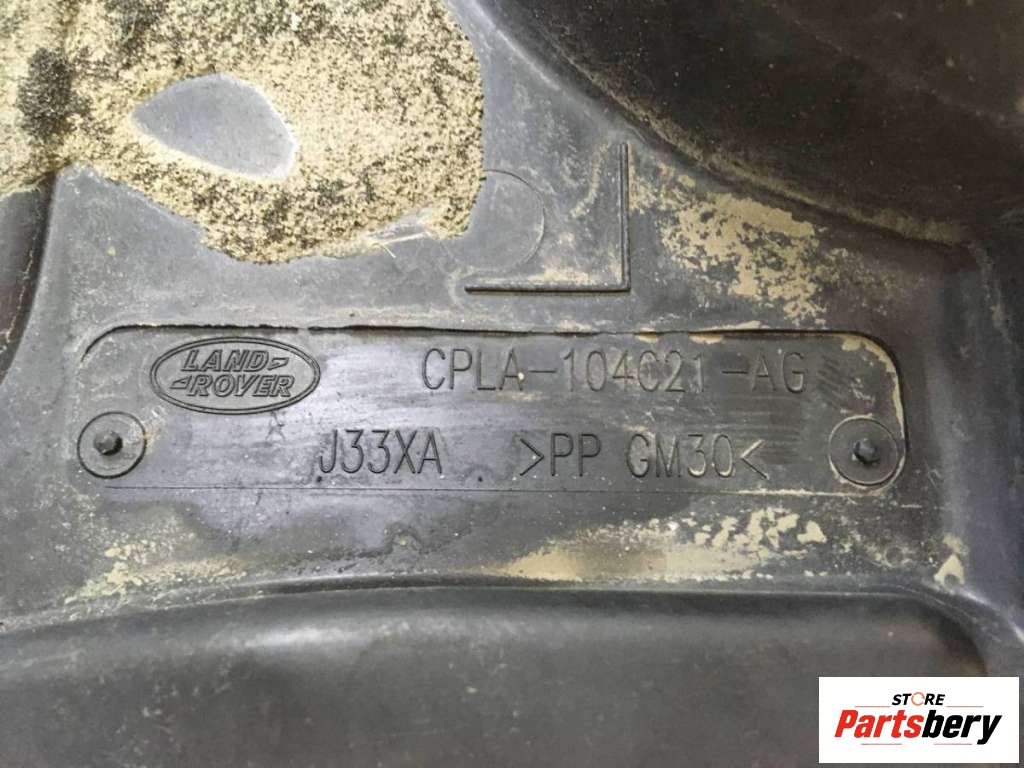 LAND
ROVER
CPLA-104C21-AG
J33XA >PP GM30<
STORE
Partsbery